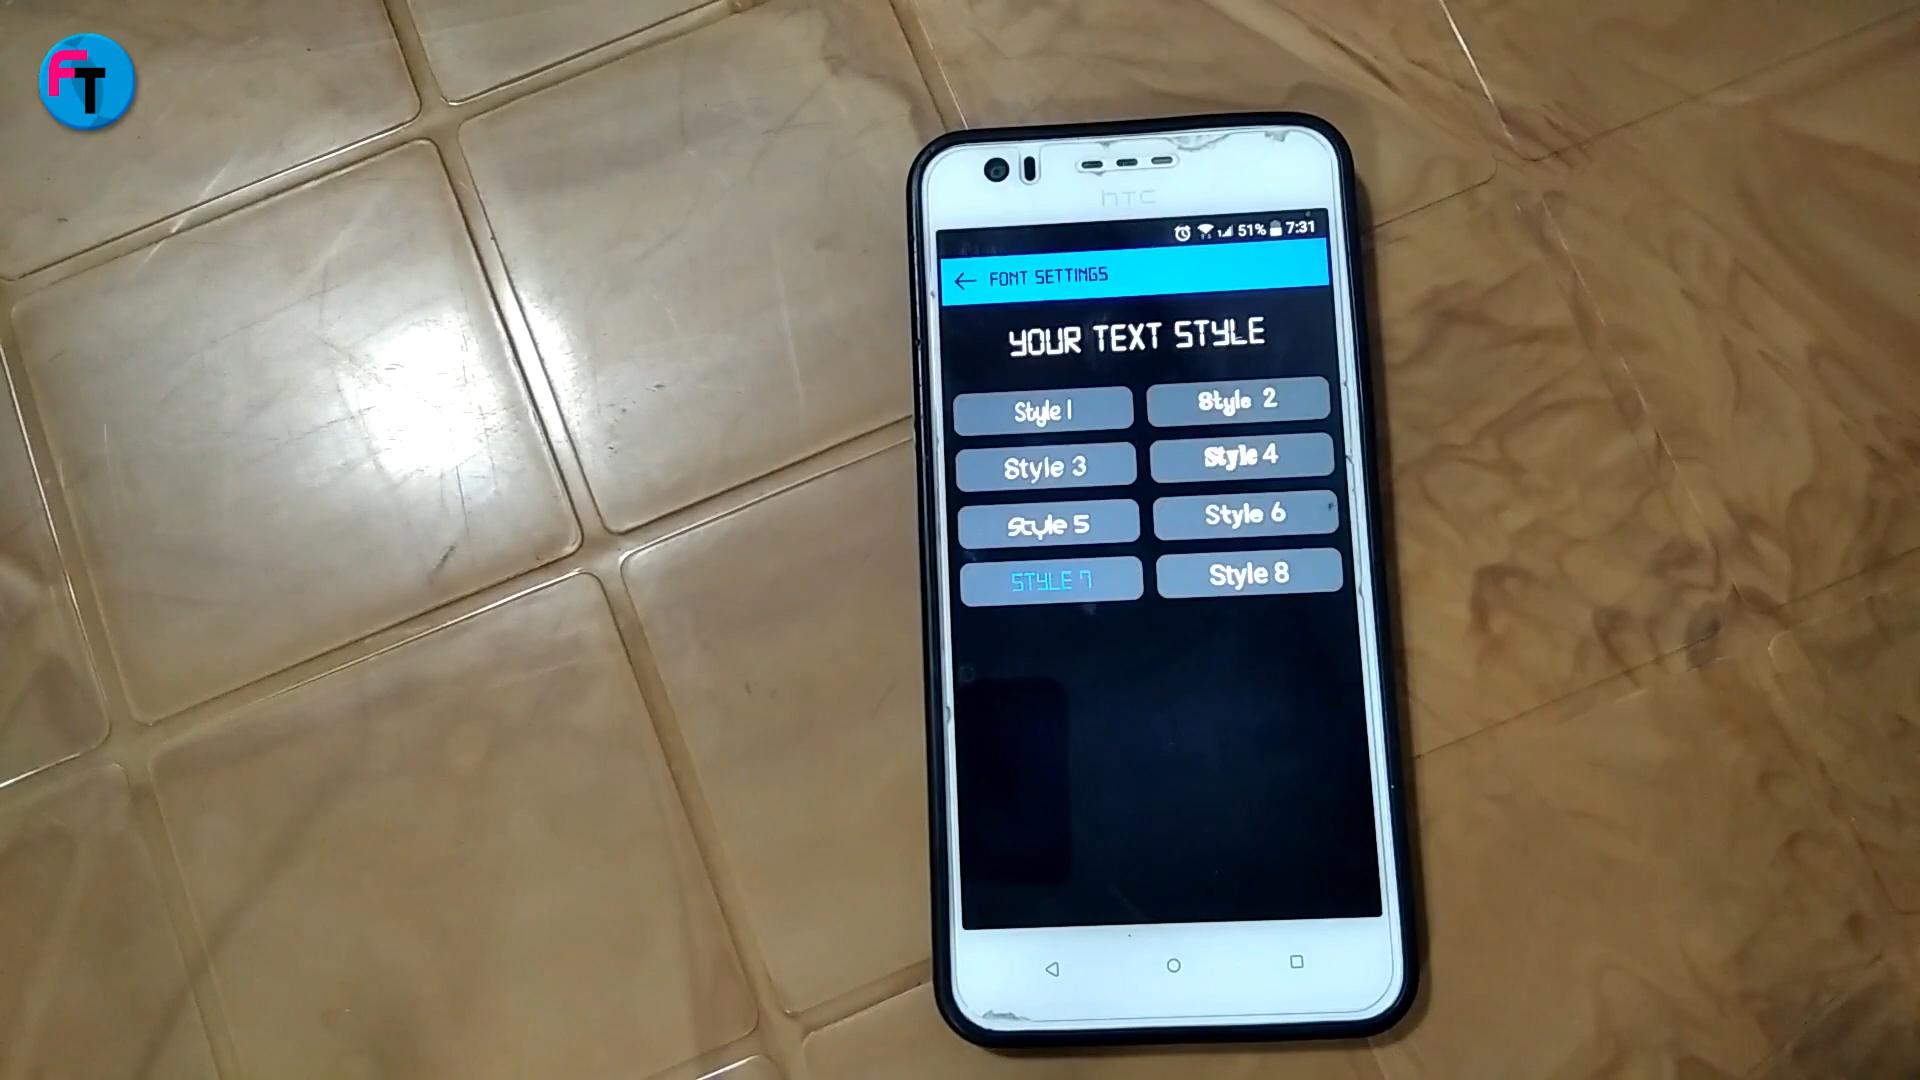 FT
hTC
51% 7:31
FONT SETTINGS
YOUR TEXT STYLE
Style 1
Style 2
Style 3
Style 4
Style 5
Style 6
STYLE 7
Style 8